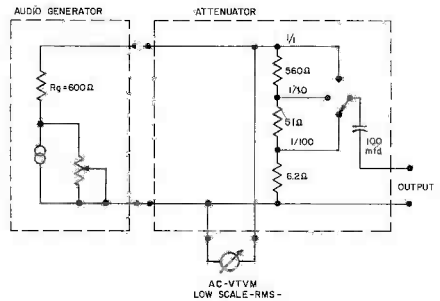 AUDIO GENERATOR
ATTENUATOR
1/1
Rg=600Ω
560Ω
1/10
51Ω
1/100
100
mfd
6.2Ω
OUTPUT
AC-VTVM
LOW SCALE-RMS-